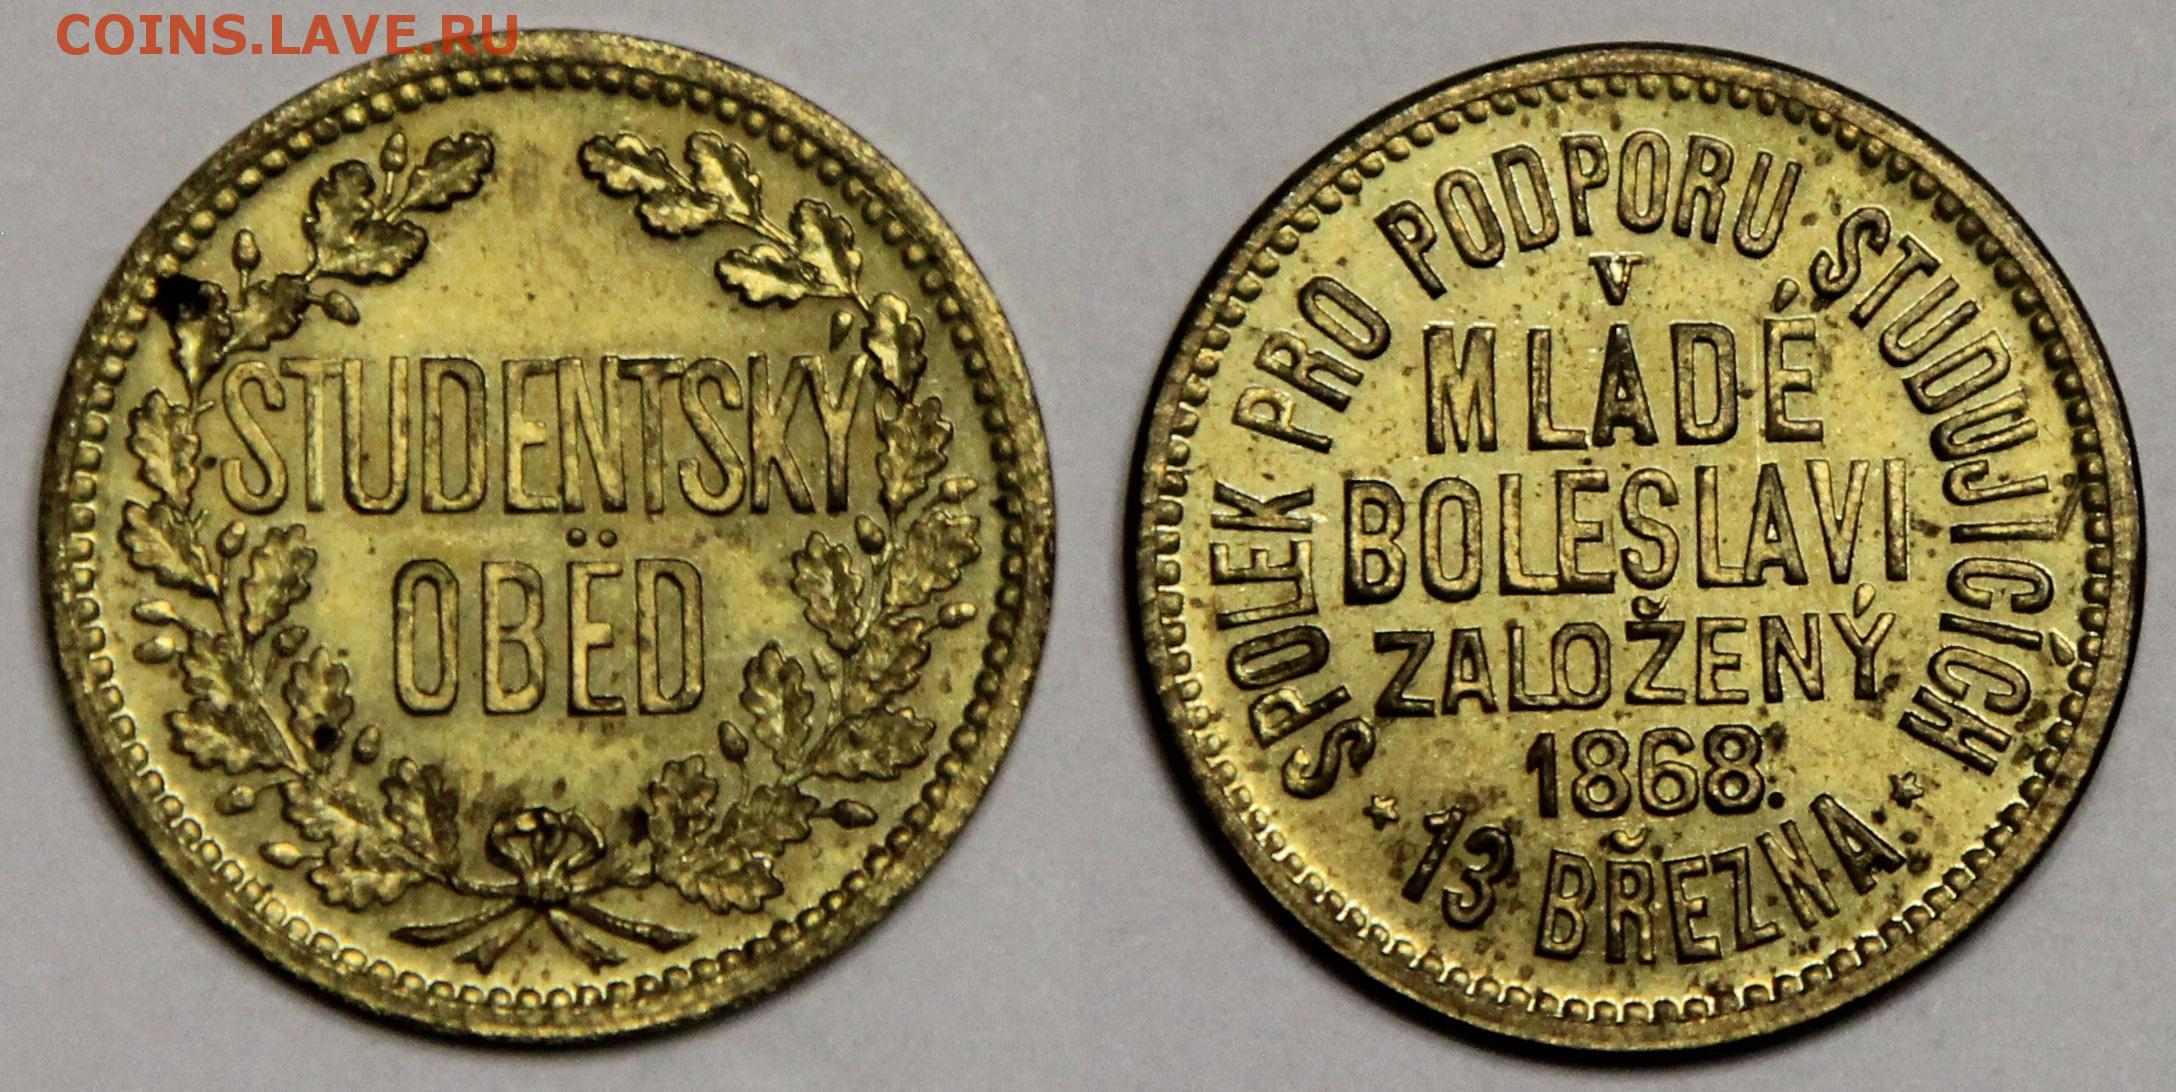 COINS.LAVE.RU
STUDENTSKÝ
OBËD
SPOLEK PRO PODPORU STUDUJÍCÍCH
V
MLADÉ
BOLESLAVI
ZALOŽENÝ
1868.
* 13 BŘEZNA. *